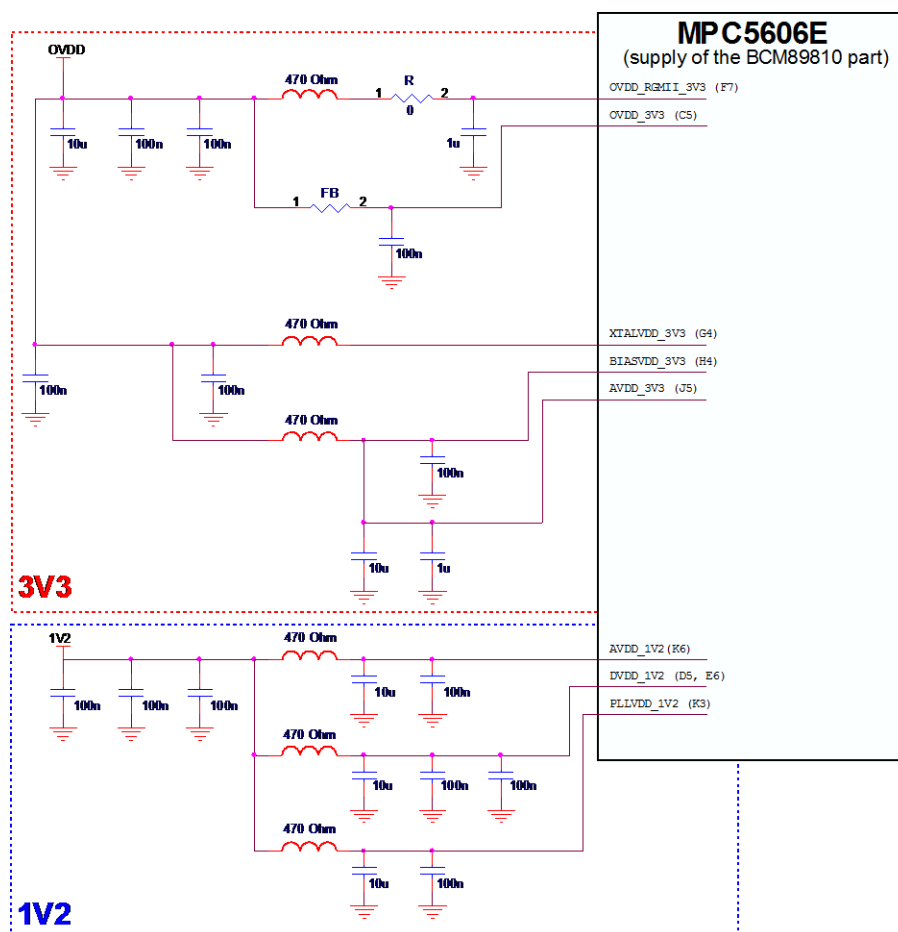 MPC5606E
(supply of the BCM89810 part)
OVDD
470 Ohm
R
1 2
0
OVDD_RGMII_3V3 (F7)
OVDD_3V3 (C5)
10u
100n
100n
1u
FB
1 2
100n
470 Ohm
XTALVDD_3V3 (G4)
BIASVDD_3V3 (H4)
100n
100n
AVDD_3V3 (J5)
470 Ohm
100n
10u
1u
3V3
1V2
470 Ohm
AVDD_1V2(K6)
DVDD_1V2 (D5, E6)
100n
100n
100n
10u
100n
PLLVDD_1V2 (K3)
470 Ohm
10u
100n
100n
470 Ohm
10u
100n
1V2